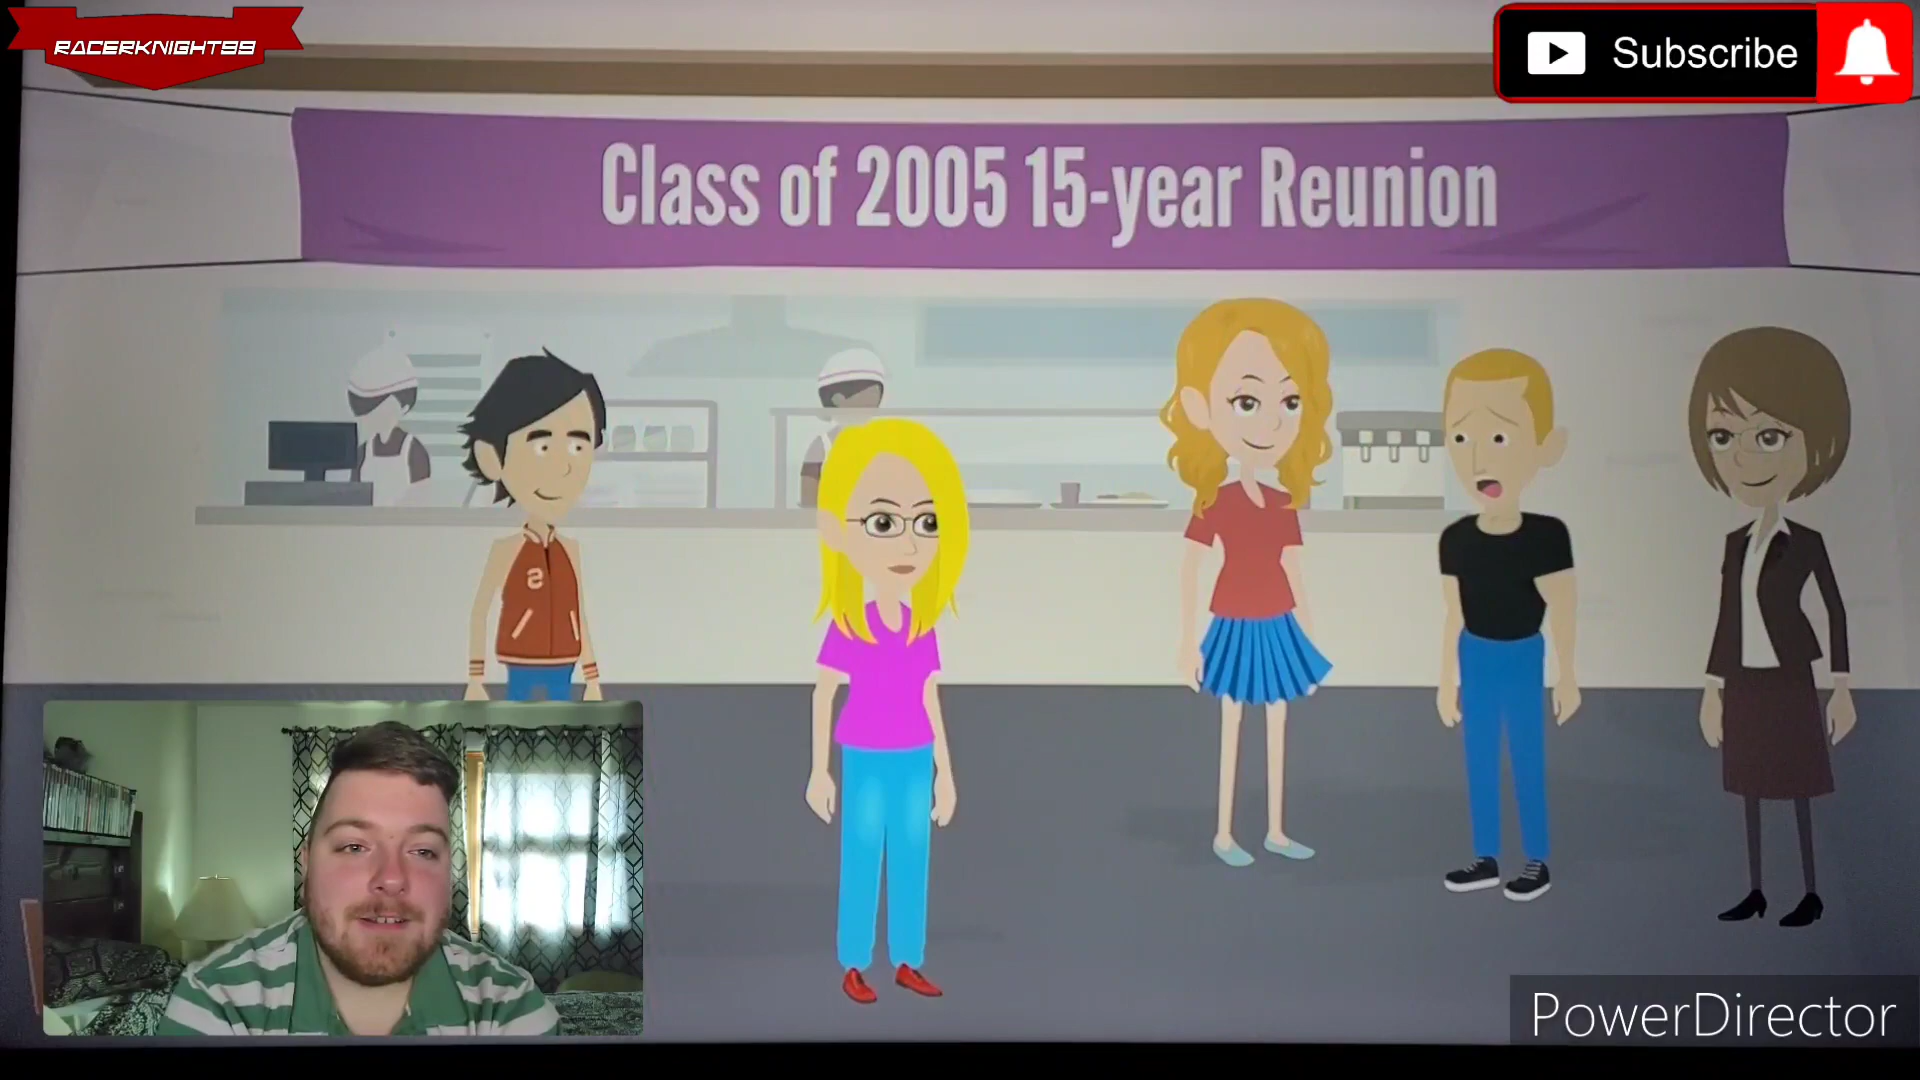 RACERKNIGHT99
Subscribe
Class of 2005 15-year Reunion
S
PowerDirector